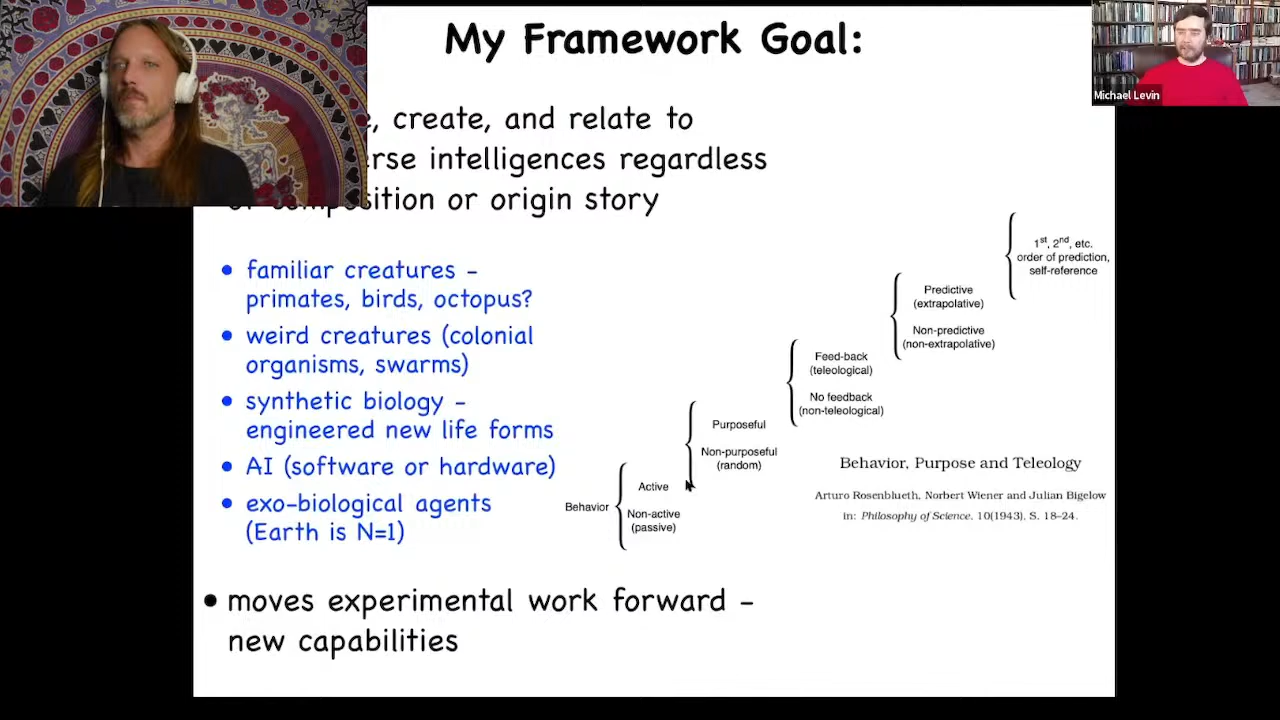 My Framework Goal:
Michael Levin
create, and relate to
intelligences regardless
or origin story
• familiar creatures –
primates, birds, octopus?
• weird creatures (colonial
organisms, swarms)
• synthetic biology –
engineered new life forms
• AI (software or hardware)
• exo-biological agents
(Earth is N=1)
1st, 2nd, etc.
order of prediction,
self-reference
Predictive
(extrapolative)
Non-predictive
(non-extrapolative)
Feed-back
(teleological)
No feedback
(non-teleological)
Purposeful
Non-purposeful
(random)
Behavior
Active
Non-active
(passive)
Behavior, Purpose and Teleology
Arturo Rosenblueth, Norbert Wiener and Julian Bigelow
in: Philosophy of Science, 10(1943), S. 18–24.
• moves experimental work forward –
new capabilities